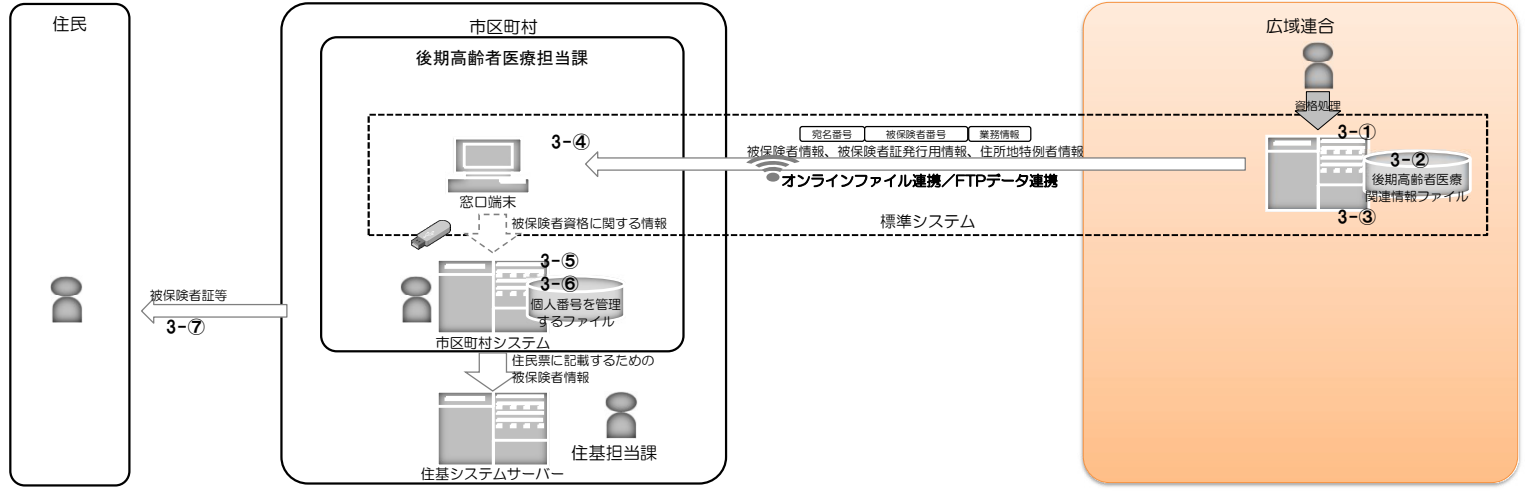 住民
市区町村
後期高齢者医療担当課
広域連合
資格処理
3-①
3-②
後期高齢者医療
関連情報ファイル
3-③
宛名番号 被保険者番号 業務情報
被保険者情報、被保険者証発行用情報、住所地特例者情報
オンラインファイル連携／FTPデータ連携
標準システム
3-④
窓口端末
被保険者資格に関する情報
3-⑤
3-⑥
個人番号を管理
するファイル
市区町村システム
被保険者証等
3-⑦
住民票に記載するための
被保険者情報
住基担当課
住基システムサーバー